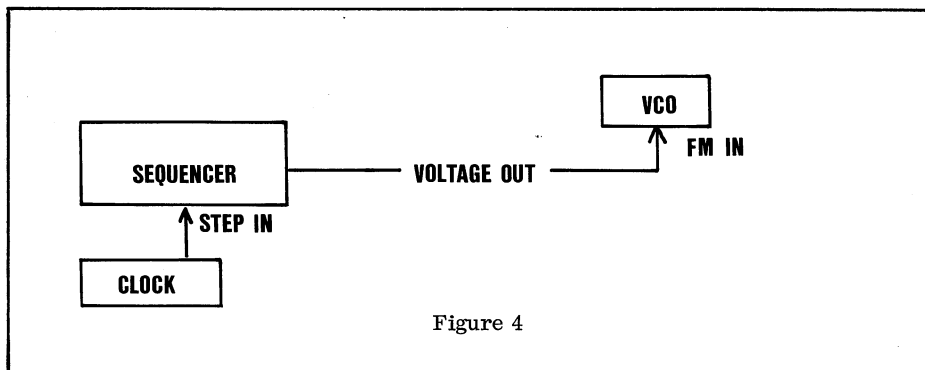 VCO
FM IN
SEQUENCER
VOLTAGE OUT
STEP IN
CLOCK
Figure 4